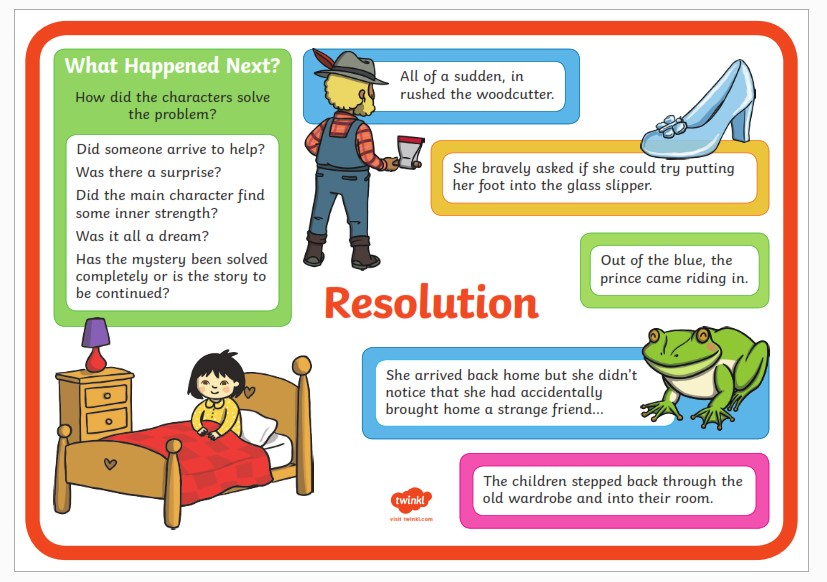 What Happened Next?
How did the characters solve
the problem?
Did someone arrive to help?
Was there a surprise?
Did the main character find
some inner strength?
Was it all a dream?
Has the mystery been solved
completely or is the story to
be continued?
All of a sudden, in
rushed the woodcutter.
She bravely asked if she could try putting
her foot into the glass slipper.
Out of the blue, the
prince came riding in.
Resolution
She arrived back home but she didn't
notice that she had accidentally
brought home a strange friend...
The children stepped back through the
old wardrobe and into their room.
twinkl
visit twinkl.com